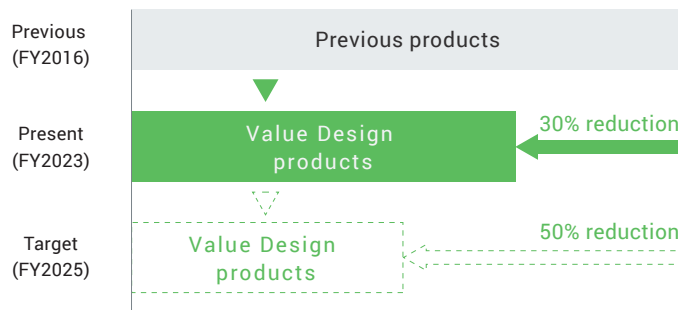 Previous
(FY2016)
Previous products
Present
(FY2023)
Value Design
products
30% reduction
Target
(FY2025)
Value Design
products
50% reduction